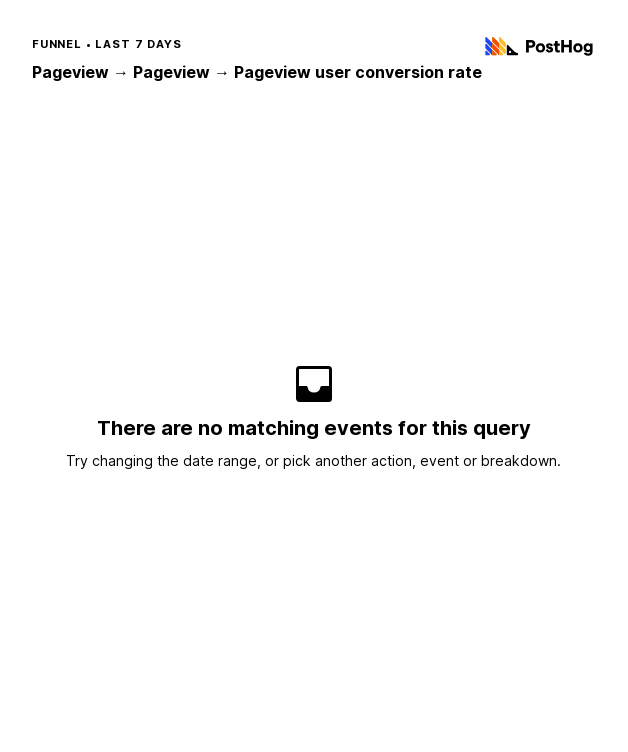 FUNNEL • LAST 7 DAYS
PostHog
Pageview → Pageview → Pageview user conversion rate
There are no matching events for this query
Try changing the date range, or pick another action, event or breakdown.